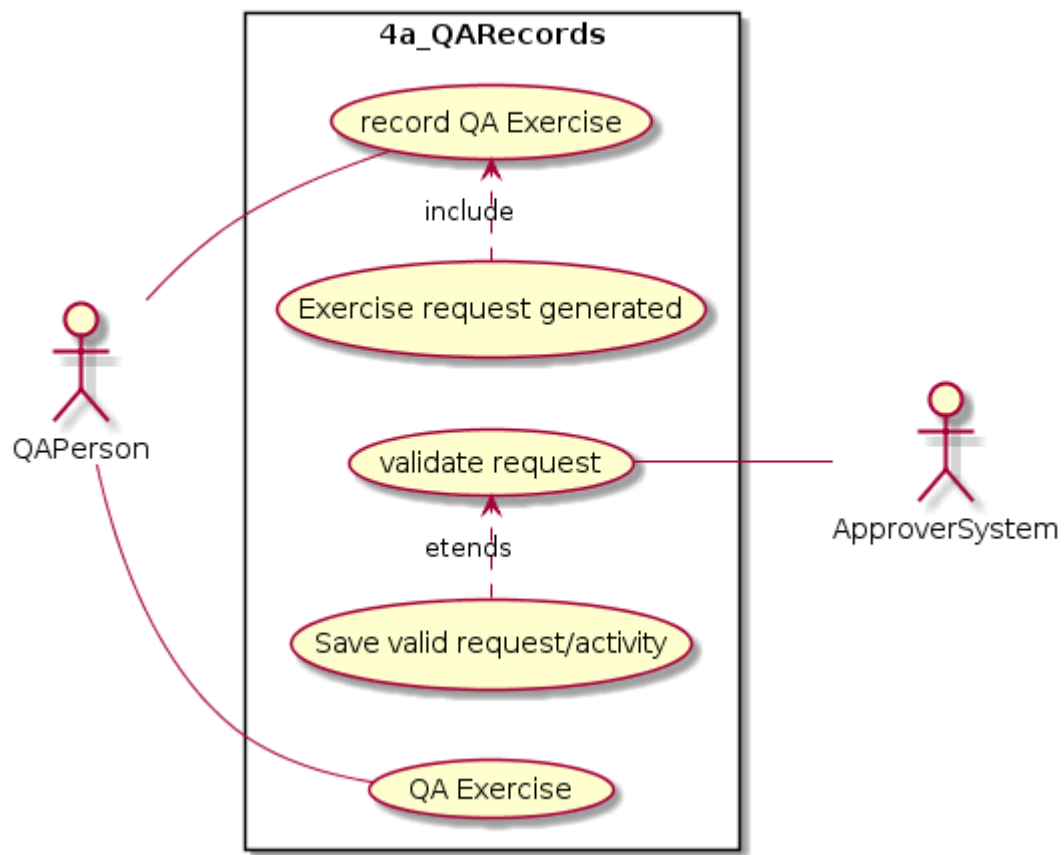 4a_QARecords
record QA Exercise
include
Exercise request generated
QAPerson
validate request
ApproverSystem
etends
Save valid request/activity
QA Exercise